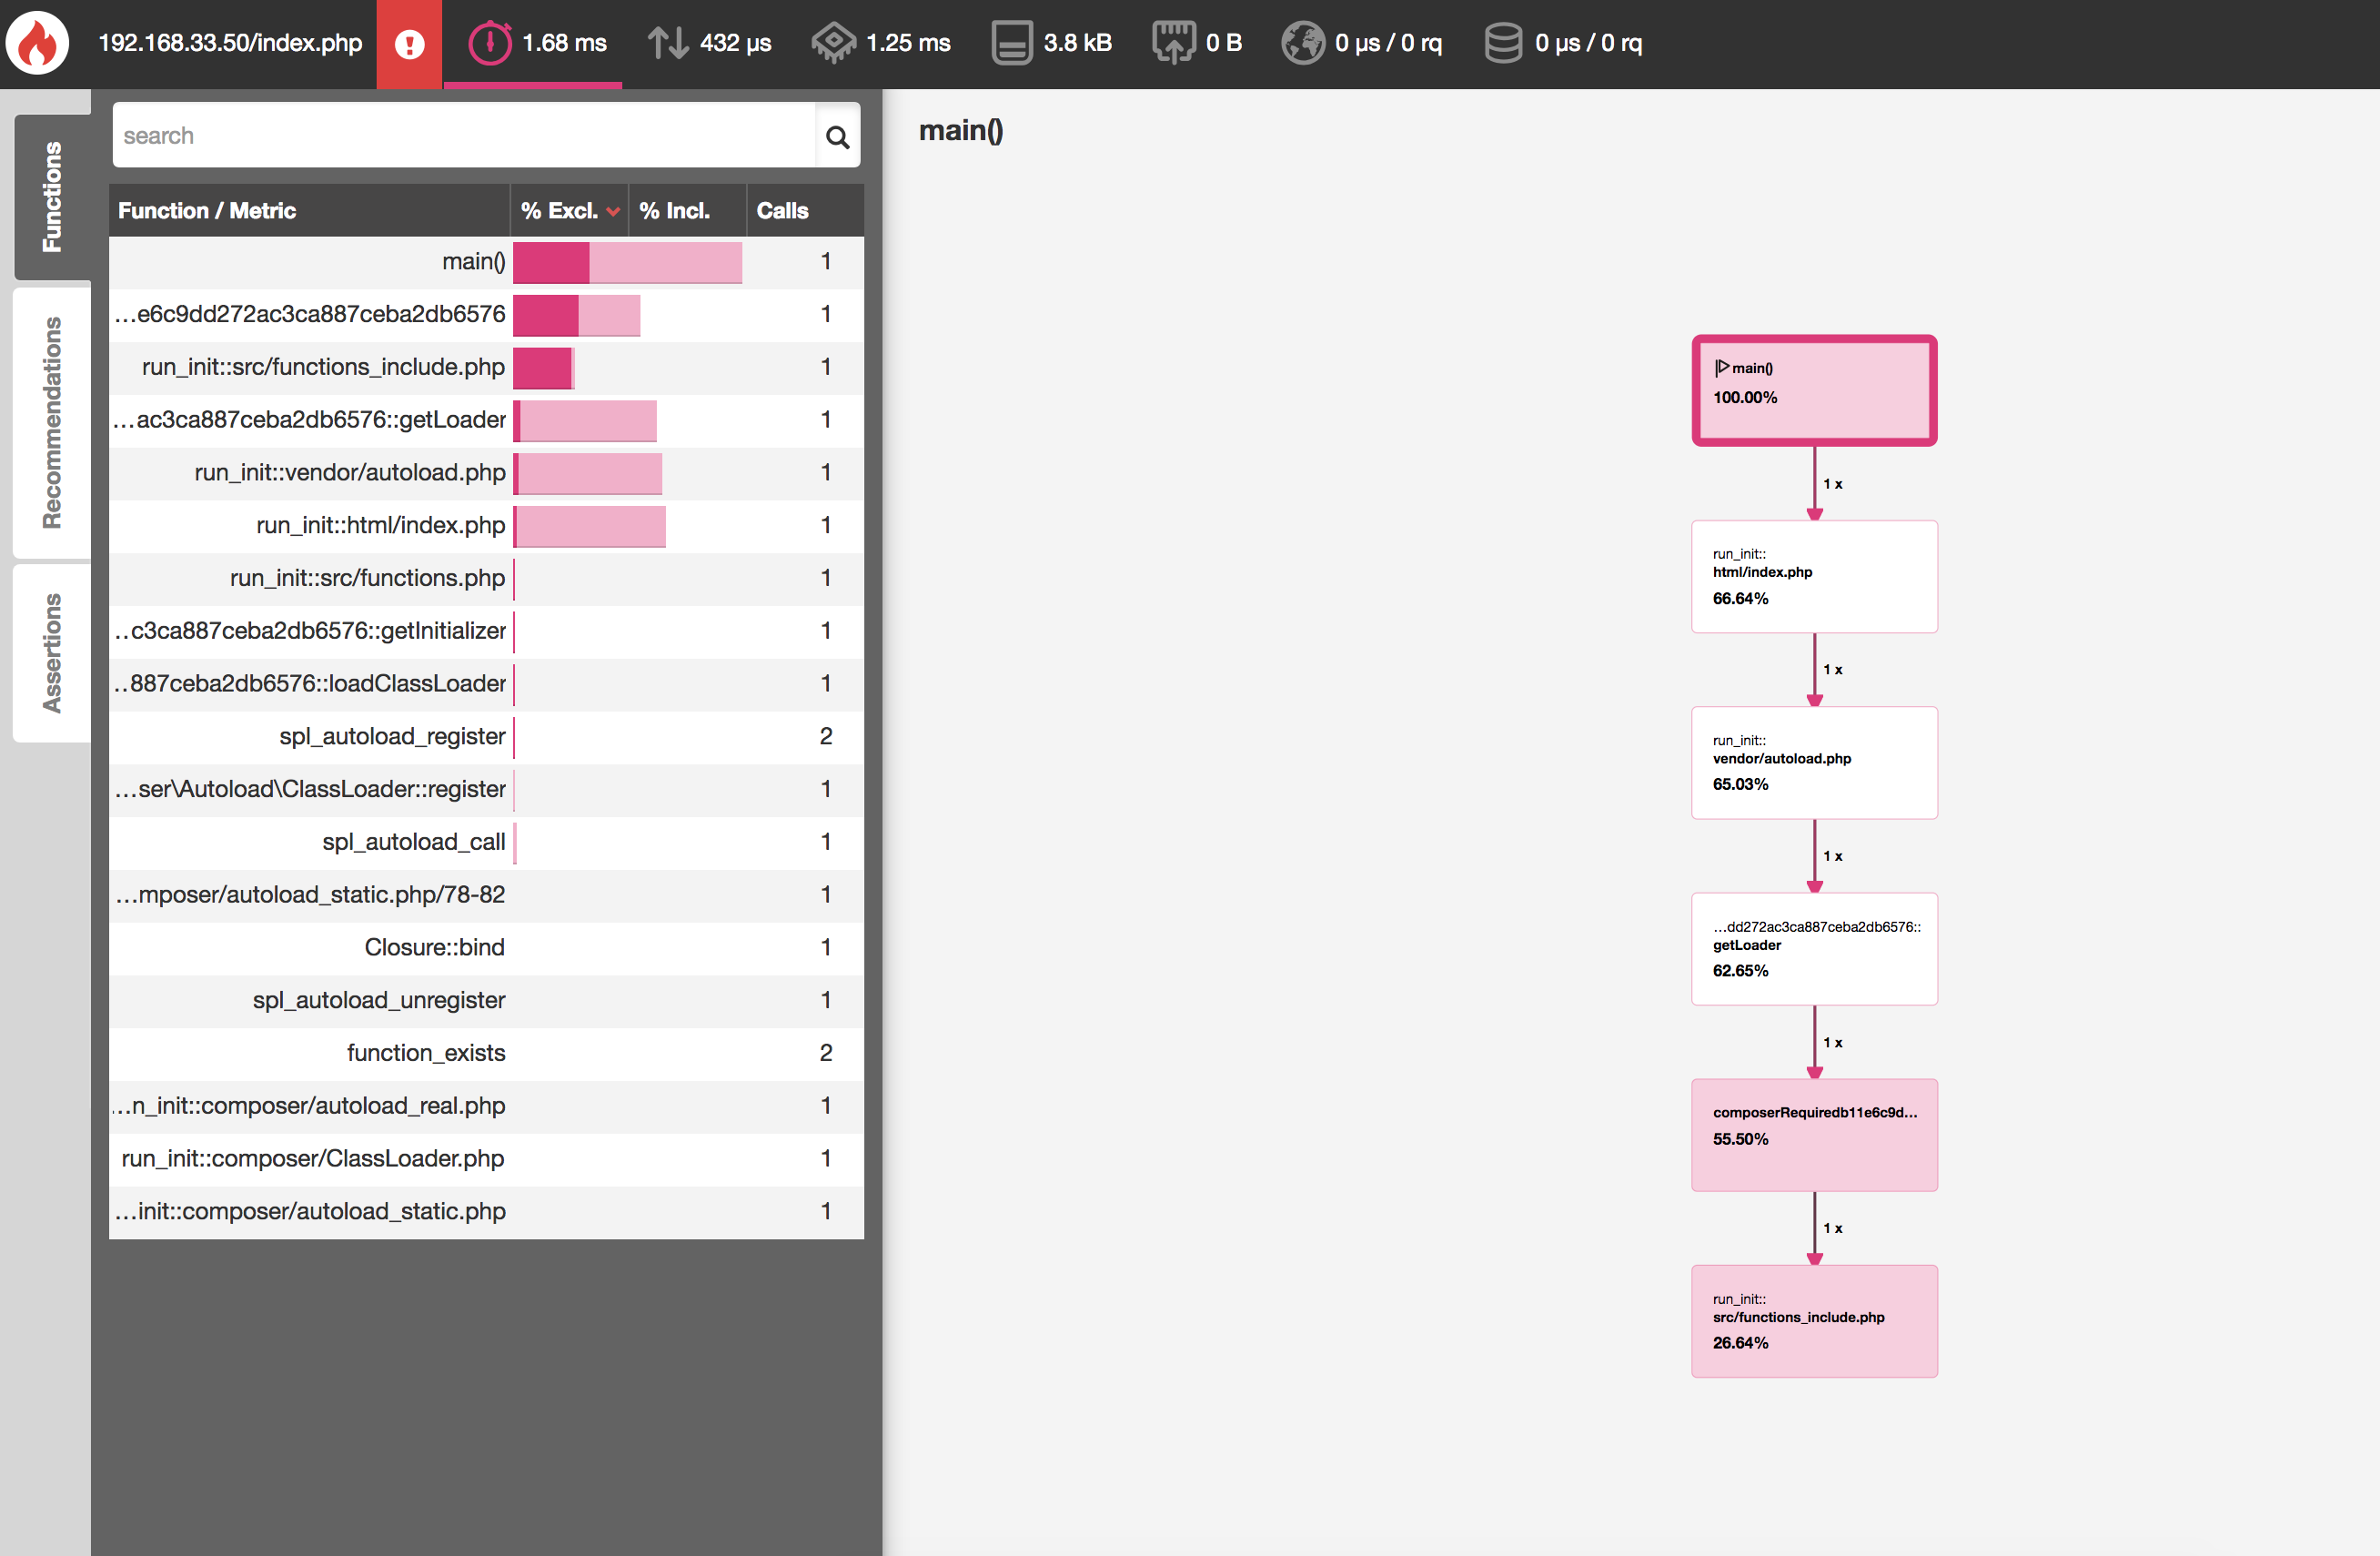 192.168.33.50/index.php
1.68 ms
432 µs
1.25 ms
3.8 kB
0 B
0 µs / 0 rq
0 µs / 0 rq
Functions
Recommendations
Assertions
search
Function / Metric % Excl. % Incl. Calls
main() 1
...e6c9dd272ac3ca887ceba2db6576 1
run_init::src/functions_include.php 1
...ac3ca887ceba2db6576::getLoader 1
run_init::vendor/autoload.php 1
run_init::html/index.php 1
run_init::src/functions.php 1
..c3ca887ceba2db6576::getInitializer 1
..887ceba2db6576::loadClassLoader 1
spl_autoload_register 2
...ser\Autoload\ClassLoader::register 1
spl_autoload_call 1
...mposer/autoload_static.php/78-82 1
Closure::bind 1
spl_autoload_unregister 1
function_exists 2
...n_init::composer/autoload_real.php 1
run_init::composer/ClassLoader.php 1
...init::composer/autoload_static.php 1
main()
main()
100.00%
1 x
run_init::
html/index.php
66.64%
1 x
run_init::
vendor/autoload.php
65.03%
1 x
...dd272ac3ca887ceba2db6576::
getLoader
62.65%
1 x
composerRequiredb11e6c9d...
55.50%
1 x
run_init::
src/functions_include.php
26.64%